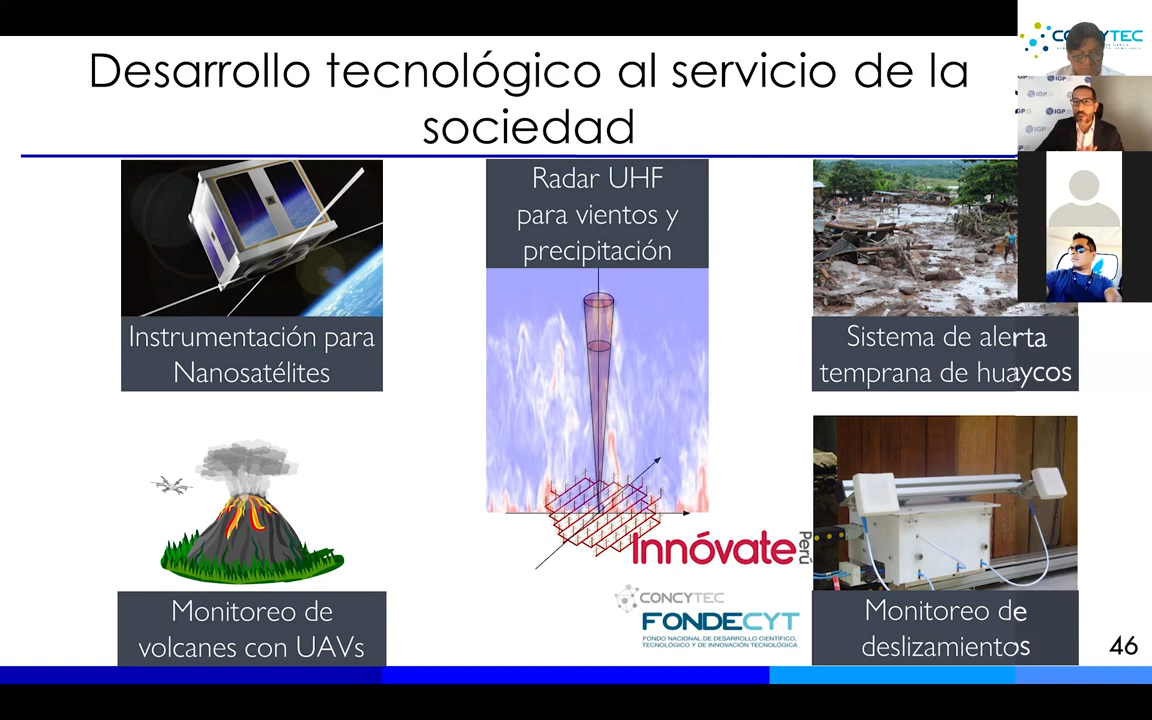 Desarrollo tecnológico al servicio de la
sociedad
CONCYTEC
IGP
IGP
IGP
Instrumentación para
Nanosatélites
Radar UHF
para vientos y
precipitación
Sistema de alerta
temprana de huaycos
Monitoreo de
volcanes con UAVs
Innóvate Perú
CONCYTEC
FONDECYT
FONDO NACIONAL DE DESARROLLO CIENTÍFICO,
TECNOLÓGICO Y DE INNOVACIÓN TECNOLÓGICA
Monitoreo de
deslizamientos
46